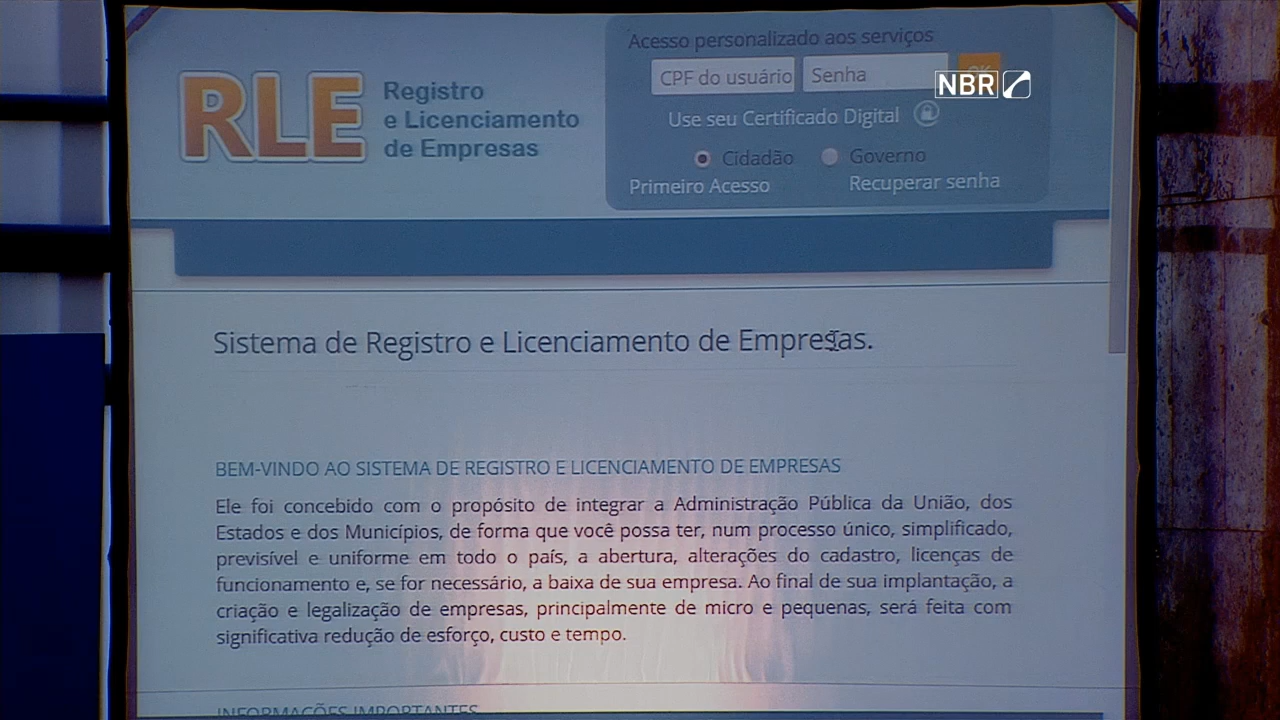 Acesso personalizado aos serviços
RLE
Registro
e Licenciamento
de Empresas
CPF do usuário
Senha
OK
NBR
Use seu Certificado Digital
Cidadão
Governo
Primeiro Acesso
Recuperar senha
Sistema de Registro e Licenciamento de Empresas.
BEM-VINDO AO SISTEMA DE REGISTRO E LICENCIAMENTO DE EMPRESAS
Ele foi concebido com o propósito de integrar a Administração Pública da União, dos
Estados e dos Municípios, de forma que você possa ter, num processo único, simplificado,
previsível e uniforme em todo o país, a abertura, alterações do cadastro, licenças de
funcionamento e, se for necessário, a baixa de sua empresa. Ao final de sua implantação, a
criação e legalização de empresas, principalmente de micro e pequenas, será feita com
significativa redução de esforço, custo e tempo.
INFORMAÇÕES IMPORTANTES